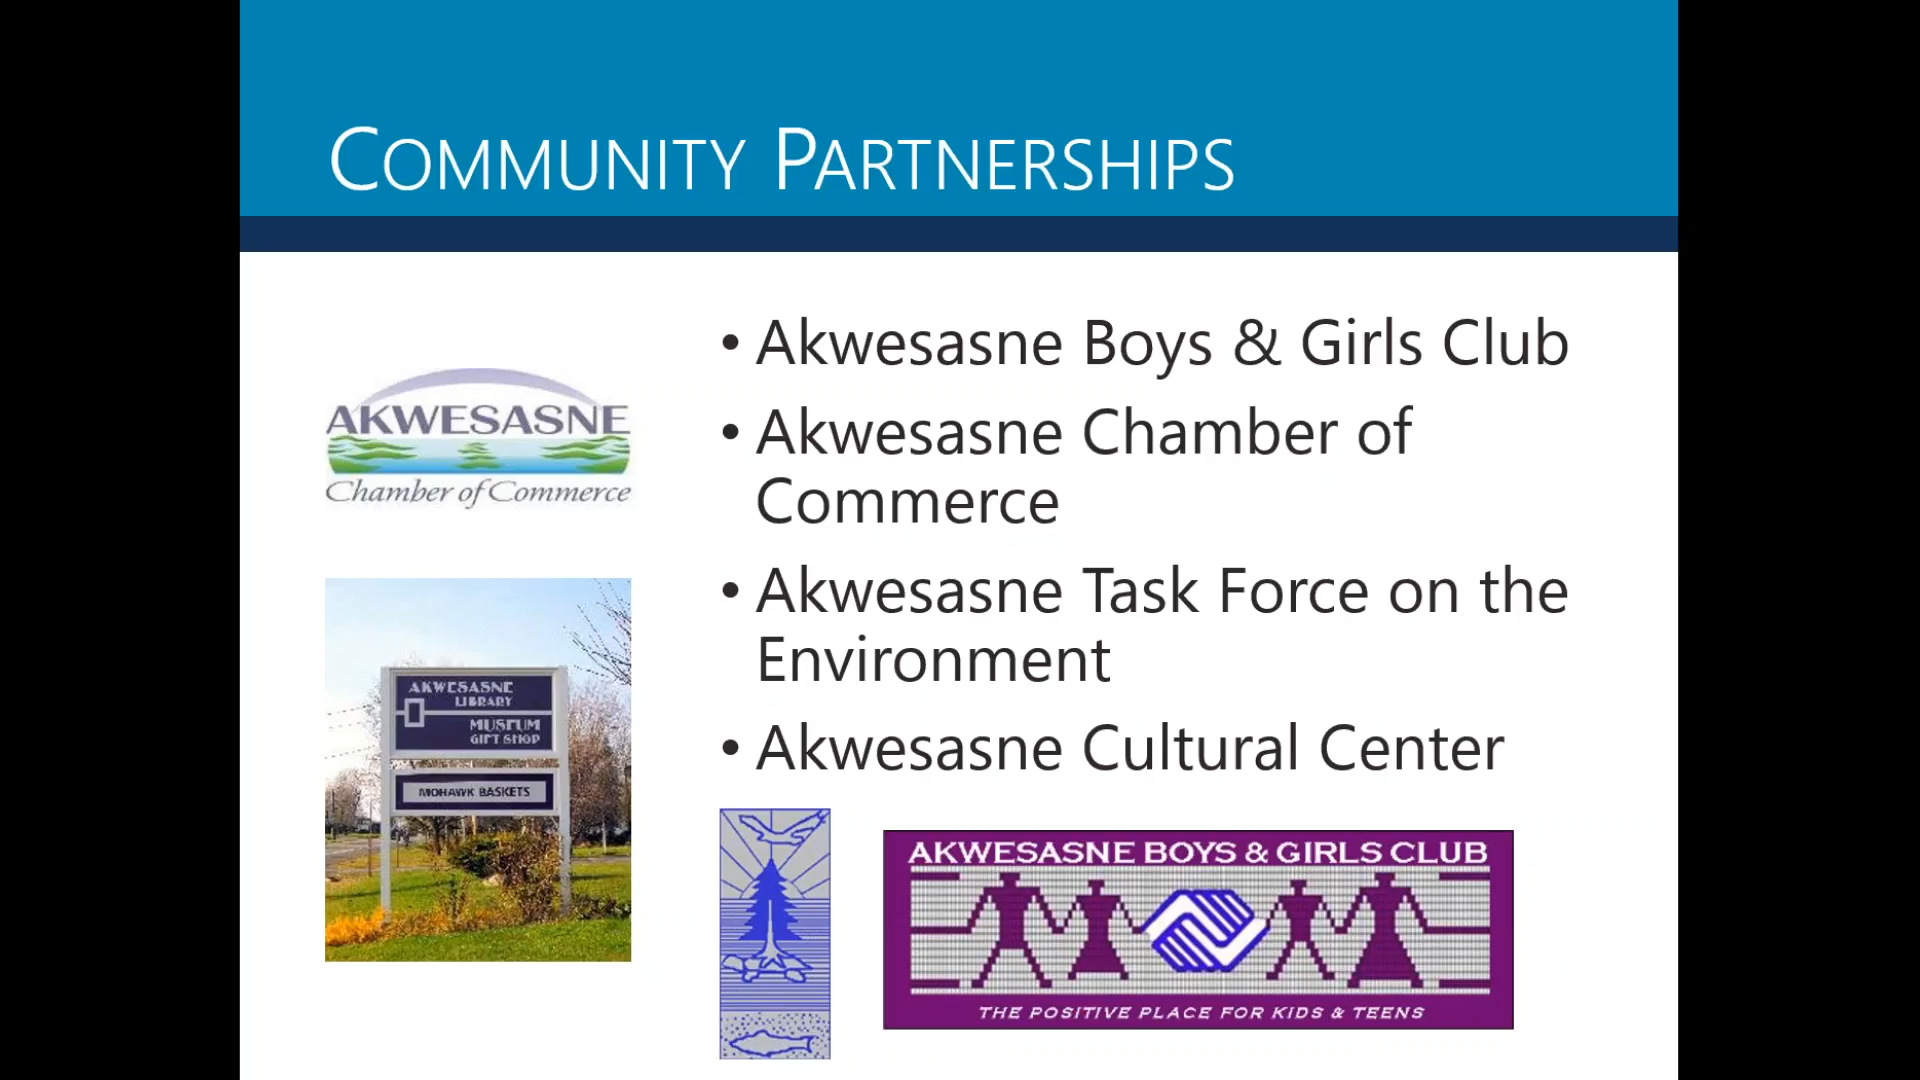 COMMUNITY PARTNERSHIPS
AKWESASNE
Chamber of Commerce
AKWESASNE
LIBRARY
MUSEUM
GIFT SHOP
MOHAWK BASKETS
• Akwesasne Boys & Girls Club
• Akwesasne Chamber of
Commerce
• Akwesasne Task Force on the
Environment
• Akwesasne Cultural Center
AKWESASNE BOYS & GIRLS CLUB
THE POSITIVE PLACE FOR KIDS & TEENS